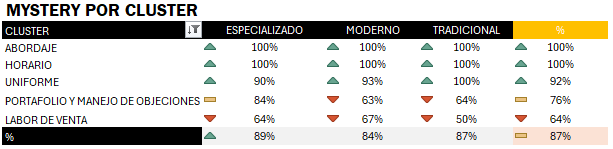 MYSTERY POR CLUSTER
CLUSTER ESPECIALIZADO MODERNO TRADICIONAL %
ABORDAJE 100% 100% 100% 100%
HORARIO 100% 100% 100% 100%
UNIFORME 90% 93% 100% 92%
PORTAFOLIO Y MANEJO DE OBJECIONES 84% 63% 64% 76%
LABOR DE VENTA 64% 67% 50% 64%
% 89% 84% 87% 87%